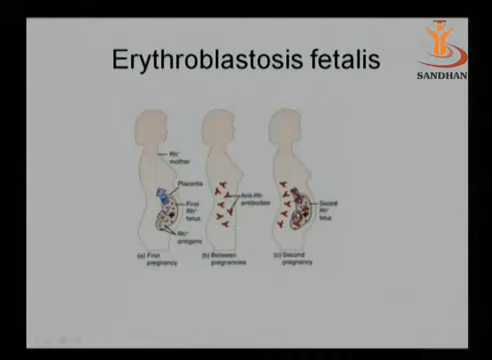 Erythroblastosis fetalis
SANDHAN
Rh⁻
mother
Placenta
First
Rh⁺
fetus
Rh⁺
antigens
Anti-Rh
antibodies
Second
Rh⁺
fetus
(a) First
pregnancy
(b) Between
pregnancies
(c) Second
pregnancy